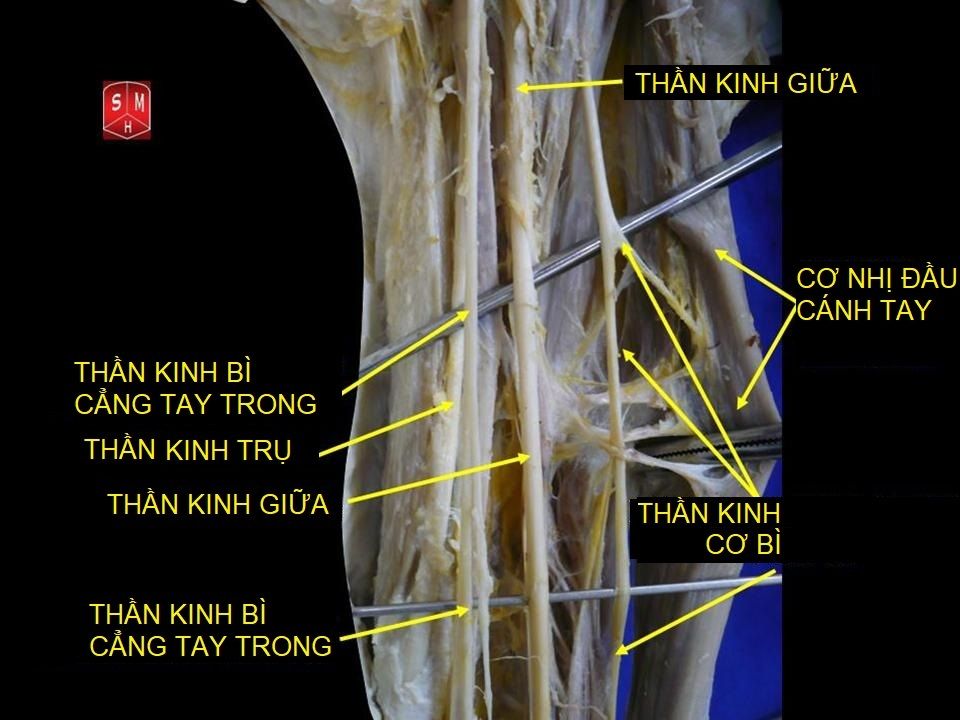 THẦN KINH GIỮA
S M
H
CƠ NHỊ ĐẦU
CÁNH TAY
THẦN KINH BÌ
CẲNG TAY TRONG
THẦN KINH TRỤ
THẦN KINH GIỮA
THẦN KINH
CƠ BÌ
THẦN KINH BÌ
CẲNG TAY TRONG